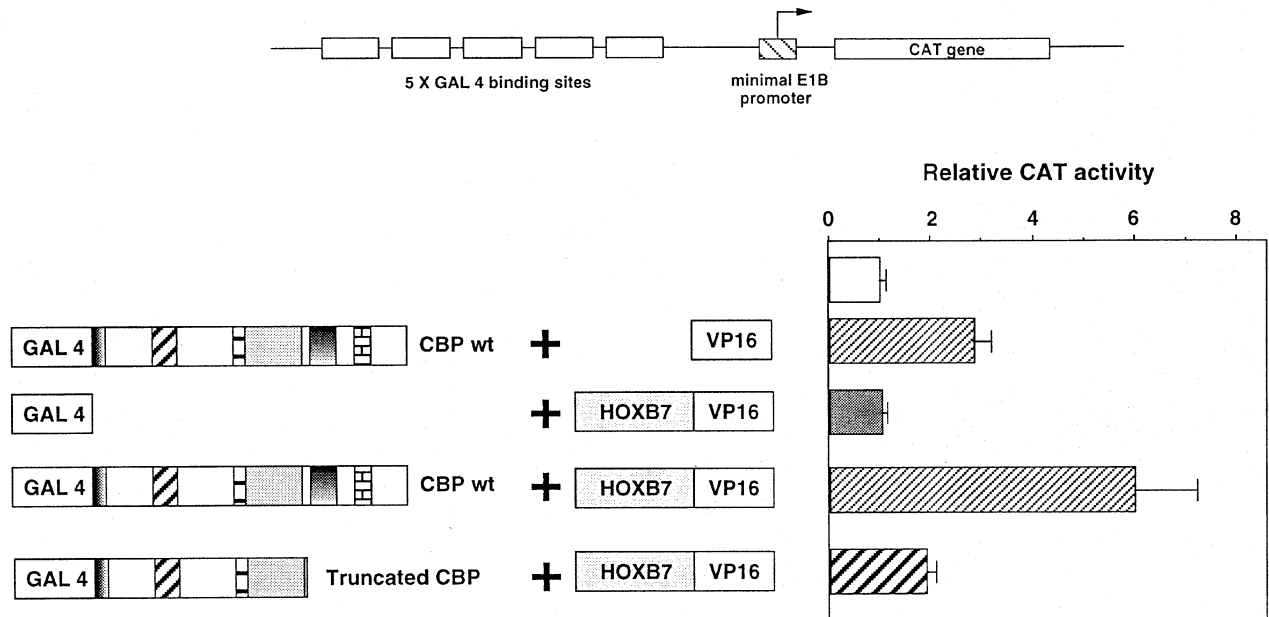 CAT gene
5 X GAL 4 binding sites
minimal E1B
promoter
Relative CAT activity
0 2 4 6 8
GAL 4 CBP wt + VP16
GAL 4 + HOXB7 VP16
GAL 4 CBP wt + HOXB7 VP16
GAL 4 Truncated CBP + HOXB7 VP16